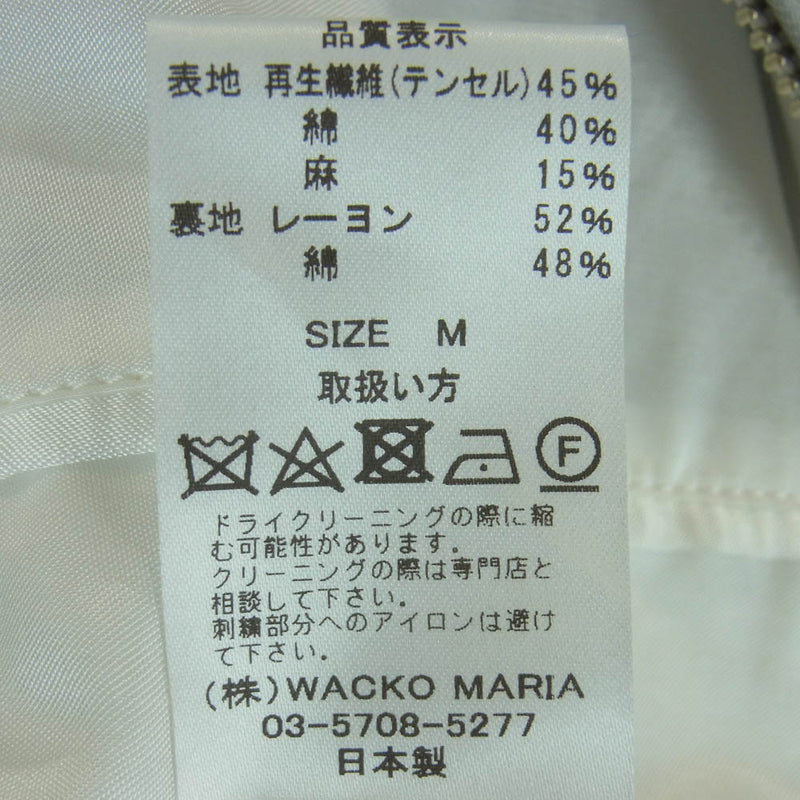 品質表示
表地 再生繊維(テンセル)45%
綿 40%
麻 15%
裏地 レーヨン 52%
綿 48%
SIZE M
取扱い方
F
ドライクリーニングの際に縮
む可能性があります.
クリーニングの際は専門店と
相談して下さい.
刺繍部分へのアイロンは避け
て下さい.
(株)WACKO MARIA
03-5708-5277
日本製